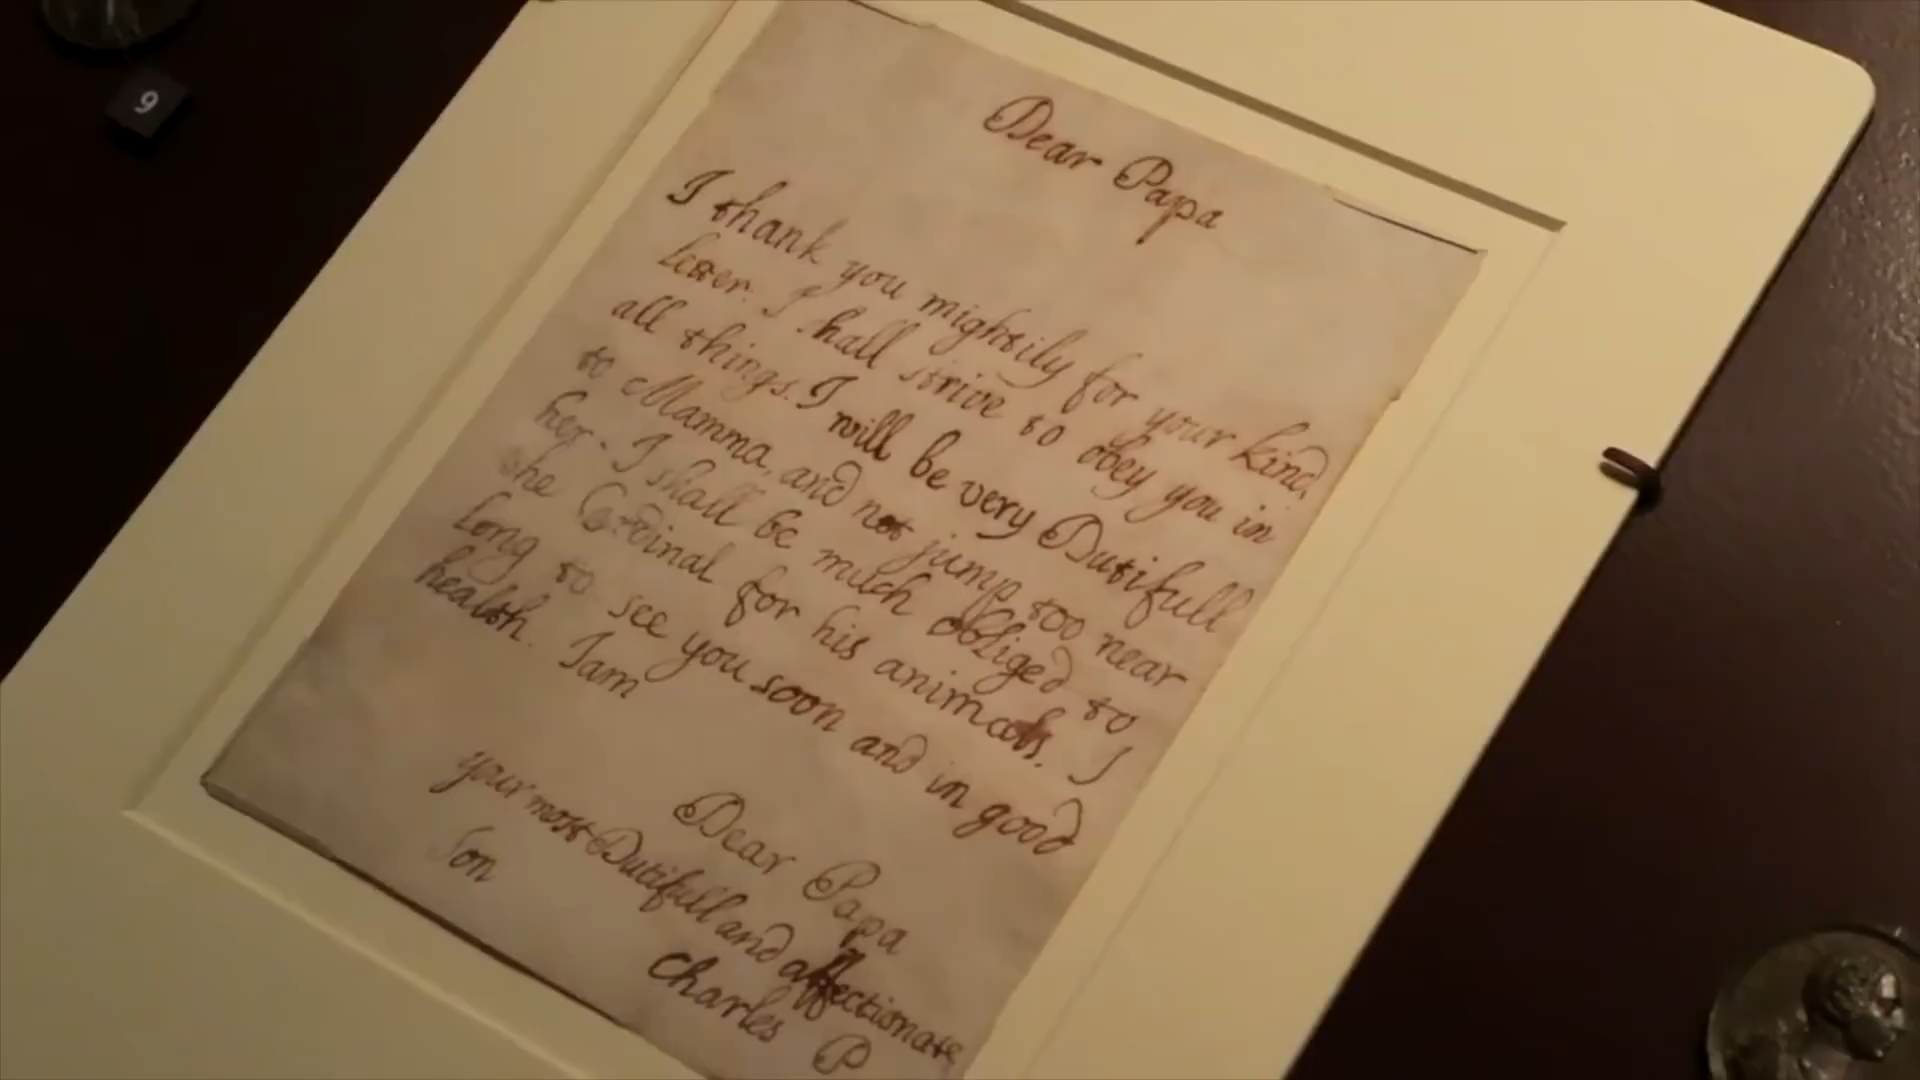 9
Dear Papa
I thank you mightily for your kind
letter. I shall strive to obey you in
all things. I will be very Dutifull
to Mamma, and not jump too near
her. I shall be much obliged to
the Cardinal for his animals. I
long to see you soon and in good
health. I am
Dear Papa
your most Dutifull and affectionate
Son
Charles P